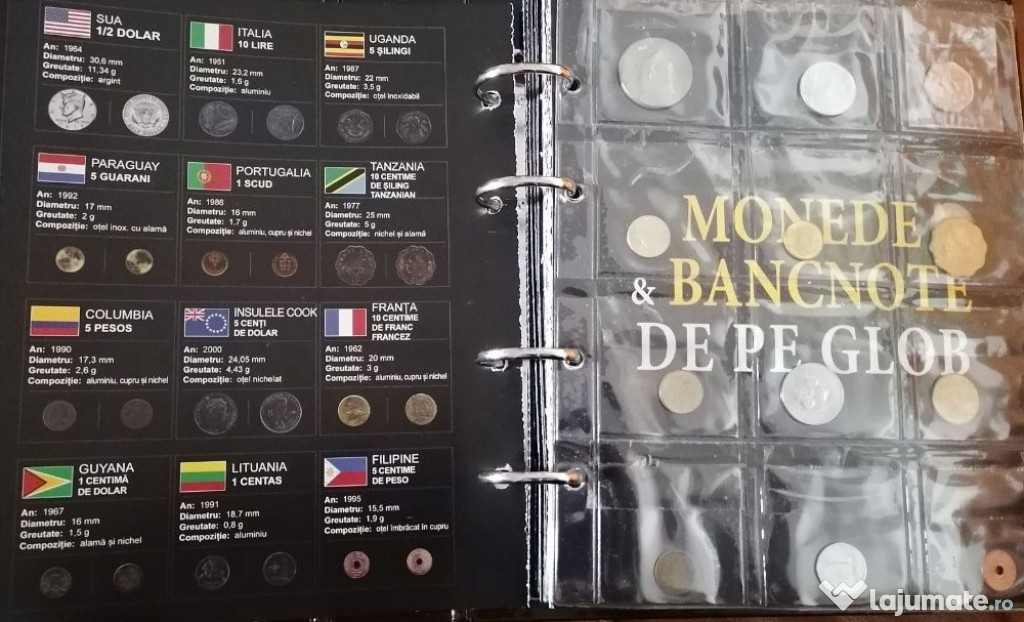 SUA
1/2 DOLAR
An: 1964
Diametru: 30,6 mm
Greutate: 11,34 g
Compoziție: argint
ITALIA
10 LIRE
An: 1951
Diametru: 23,2 mm
Greutate: 1,6 g
Compoziție: aluminiu
UGANDA
5 ȘILINGI
An: 1987
Diametru: 22 mm
Greutate: 3,5 g
Compoziție: oțel inoxidabil
PARAGUAY
5 GUARANI
An: 1992
Diametru: 17 mm
Greutate: 2 g
Compoziție: oțel inox. cu alamă
PORTUGALIA
1 SCUD
An: 1986
Diametru: 16 mm
Greutate: 1,7 g
Compoziție: aluminiu, cupru și nichel
TANZANIA
10 CENTIME
DE ȘILING
TANZANIAN
An: 1977
Diametru: 25 mm
Greutate: 5 g
Compoziție: nichel și alamă
COLUMBIA
5 PESOS
An: 1990
Diametru: 17,3 mm
Greutate: 2,6 g
Compoziție: aluminiu, cupru și nichel
INSULELE COOK
5 CENȚI
DE DOLAR
An: 2000
Diametru: 24,05 mm
Greutate: 4,43 g
Compoziție: oțel nichelat
FRANȚA
10 CENTIME
DE FRANC
FRANCEZ
An: 1962
Diametru: 20 mm
Greutate: 3 g
Compoziție: aluminiu, cupru și nichel
GUYANA
1 CENTIMĂ
DE DOLAR
An: 1967
Diametru: 16 mm
Greutate: 1,5 g
Compoziție: alamă și nichel
LITUANIA
1 CENTAS
An: 1991
Diametru: 18,7 mm
Greutate: 0,8 g
Compoziție: aluminiu
FILIPINE
5 CENTIME
DE PESO
An: 1995
Diametru: 15,5 mm
Greutate: 1,9 g
Compoziție: oțel îmbrăcat în cupru
MONEDE
& BANCNOTE
DE PE GLOB
lajumate.ro